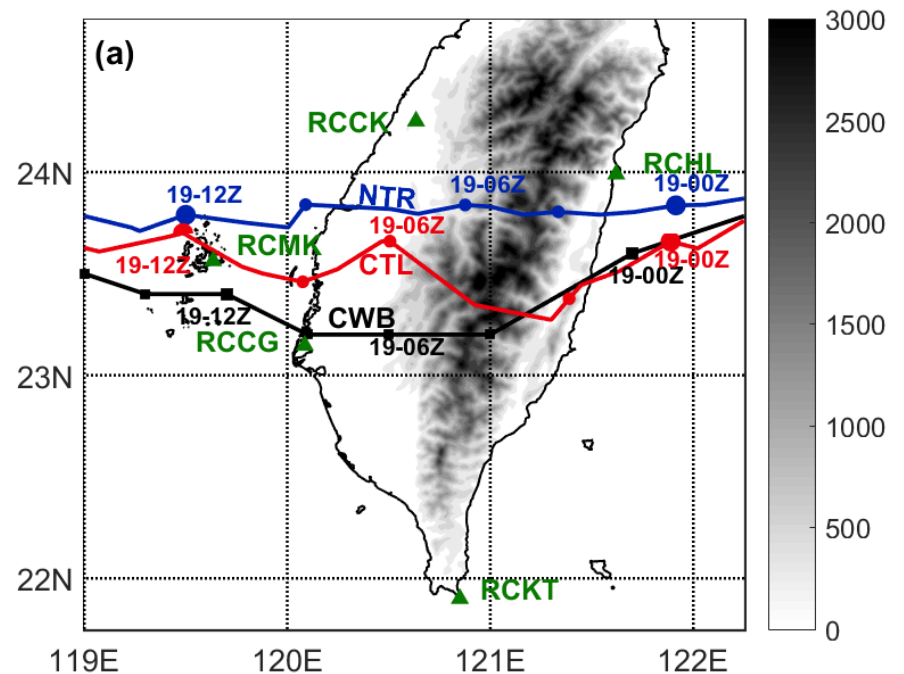 (a)
3000
2500
2000
1500
1000
500
0
RCCK
RCHL
24N
19-12Z
NTR
19-06Z
19-00Z
19-06Z
RCMK
19-12Z
CTL
19-00Z
19-00Z
19-12Z
CWB
RCCG
19-06Z
23N
22N
RCKT
119E
120E
121E
122E